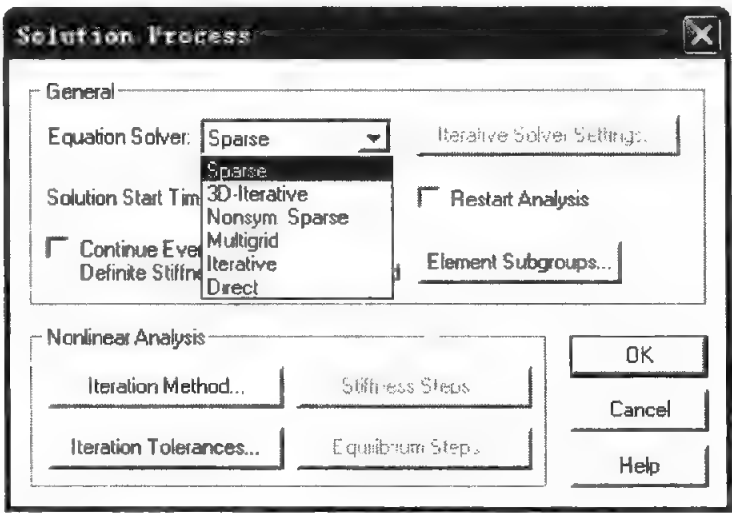 Solution Process
General
Equation Solver: Sparse
Iterative Solver Settings...
Sparse
3D-Iterative
Nonsym Sparse
Multigrid
Iterative
Direct
Solution Start Tim
Restart Analysis
Continue Eve
Definite Stiffne
d
Element Subgroups...
Nonlinear Analysis
Iteration Method...
Stiffness Steps
Iteration Tolerances...
Equilibrium Steps
OK
Cancel
Help